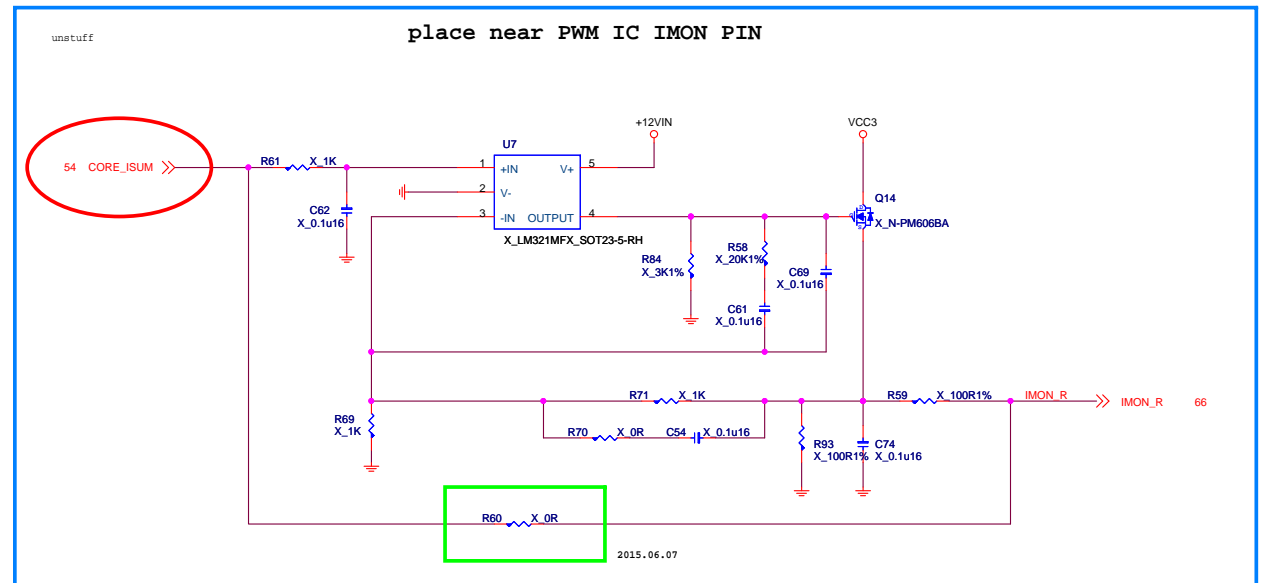 place near PWM IC IMON PIN
unstuff
+12VIN
VCC3
U7
54 CORE_ISUM
R61 X_1K
1 +IN V+ 5
2 V-
3 -IN OUTPUT 4
X_LM321MFX_SOT23-5-RH
C62
X_0.1u16
Q14
X_N-PM606BA
R84
X_3K1%
R58
X_20K1%
C69
X_0.1u16
C61
X_0.1u16
R71 X_1K
R59 X_100R1%
IMON_R
IMON_R 66
R69
X_1K
R70 X_0R
C54 X_0.1u16
R93
X_100R1%
C74
X_0.1u16
R60 X_0R
2015.06.07